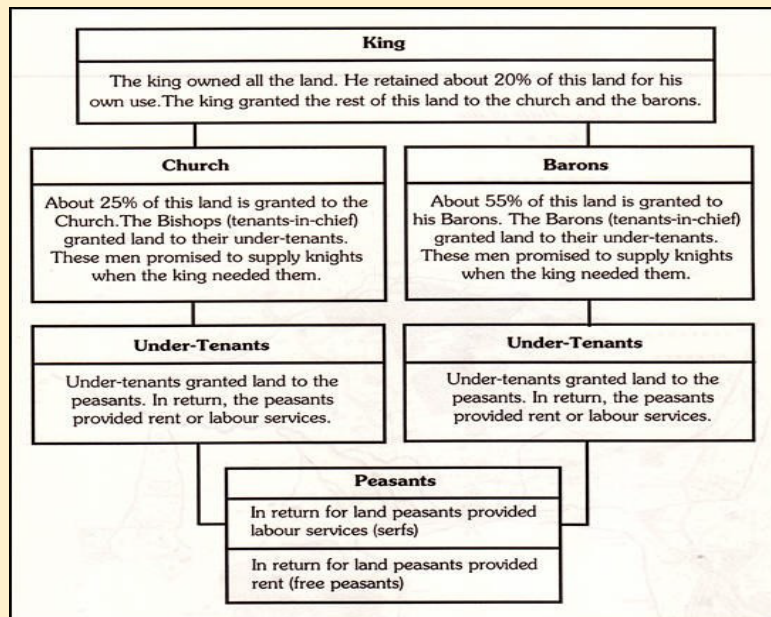 King
The king owned all the land. He retained about 20% of this land for his
own use.The king granted the rest of this land to the church and the barons.
Church
About 25% of this land is granted to the
Church.The Bishops (tenants-in-chief)
granted land to their under-tenants.
These men promised to supply knights
when the king needed them.
Barons
About 55% of this land is granted to
his Barons. The Barons (tenants-in-chief)
granted land to their under-tenants.
These men promised to supply knights
when the king needed them.
Under-Tenants
Under-tenants granted land to the
peasants. In return, the peasants
provided rent or labour services.
Under-Tenants
Under-tenants granted land to the
peasants. In return, the peasants
provided rent or labour services.
Peasants
In return for land peasants provided
labour services (serfs)
In return for land peasants provided
rent (free peasants)